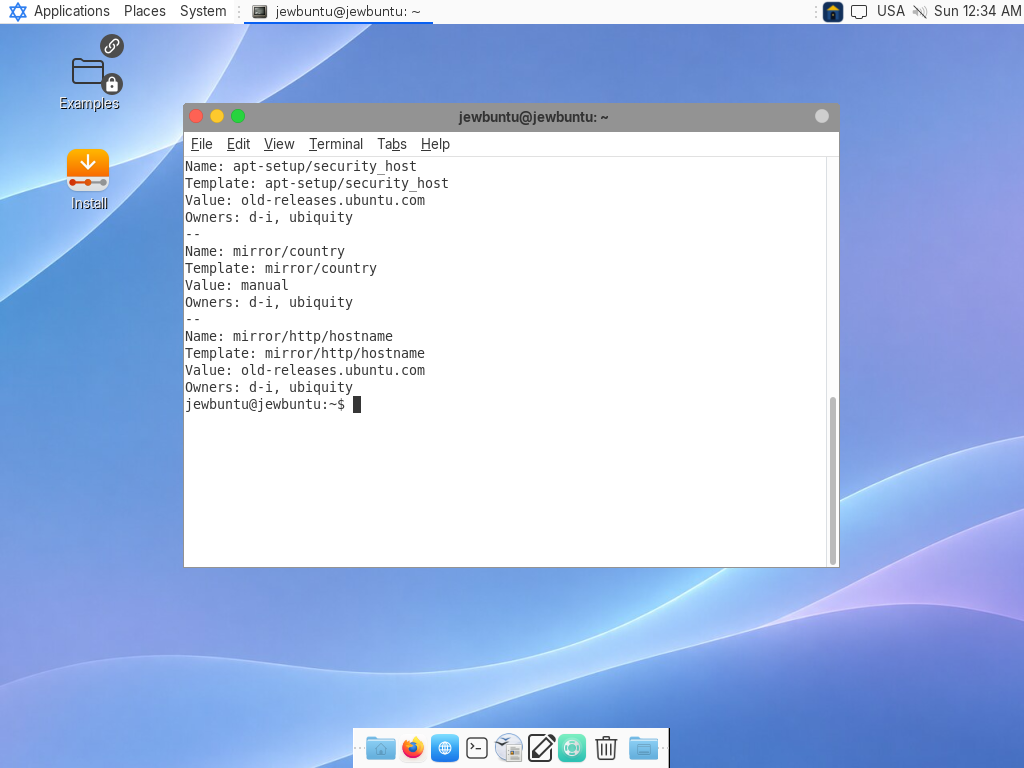 Applications Places System jewbuntu@jewbuntu: ~ USA Sun 12:34 AM
Examples
Install
jewbuntu@jewbuntu: ~
File Edit View Terminal Tabs Help
Name: apt-setup/security_host
Template: apt-setup/security_host
Value: old-releases.ubuntu.com
Owners: d-i, ubiquity
--
Name: mirror/country
Template: mirror/country
Value: manual
Owners: d-i, ubiquity
--
Name: mirror/http/hostname
Template: mirror/http/hostname
Value: old-releases.ubuntu.com
Owners: d-i, ubiquity
jewbuntu@jewbuntu:~$